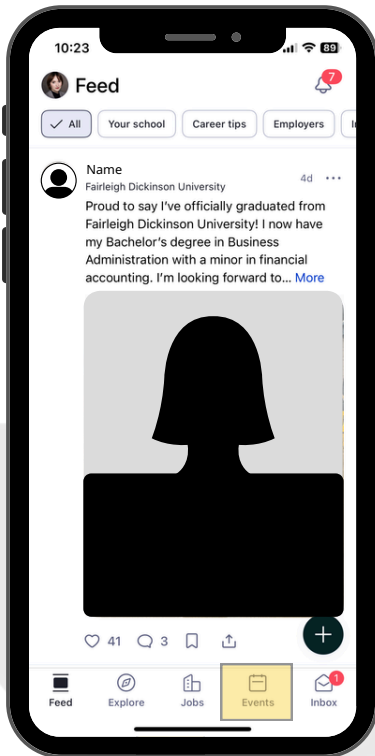 10:23
89
Feed
7
All
Your school
Career tips
Employers
Name
4d
Fairleigh Dickinson University
Proud to say I've officially graduated from
Fairleigh Dickinson University! I now have
my Bachelor's degree in Business
Administration with a minor in financial
accounting. I'm looking forward to... More
41
3
Feed
Explore
Jobs
Events
Inbox
1